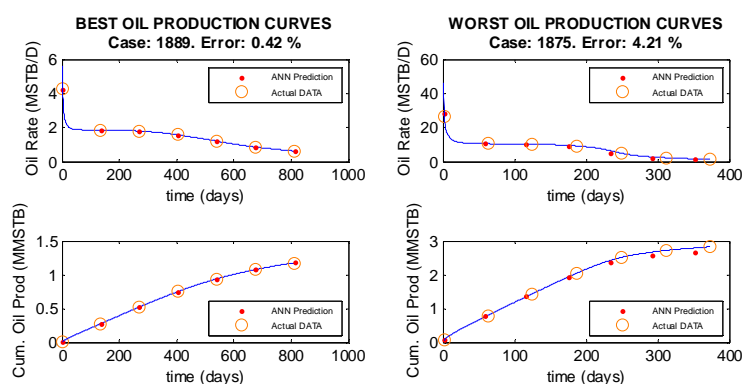 BEST OIL PRODUCTION CURVES
Case: 1889. Error: 0.42 %
Oil Rate (MSTB/D)
6
4
2
0
ANN Prediction
Actual DATA
0 200 400 600 800 1000
time (days)
WORST OIL PRODUCTION CURVES
Case: 1875. Error: 4.21 %
Oil Rate (MSTB/D)
60
40
20
0
ANN Prediction
Actual DATA
0 100 200 300 400
time (days)
Cum. Oil Prod (MMSTB)
1.5
1
0.5
0
ANN Prediction
Actual DATA
0 200 400 600 800 1000
time (days)
Cum. Oil Prod (MMSTB)
3
2
1
0
ANN Prediction
Actual DATA
0 100 200 300 400
time (days)